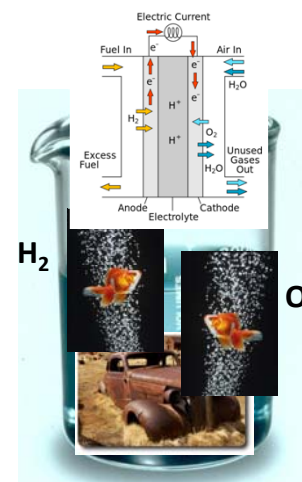 Electric Current
Fuel In
Air In
e-
e-
e-
e-
H2O
H+
H2
H+
O2
H2O
Excess
Fuel
Unused
Gases
Out
Anode
Cathode
Electrolyte
H2
O